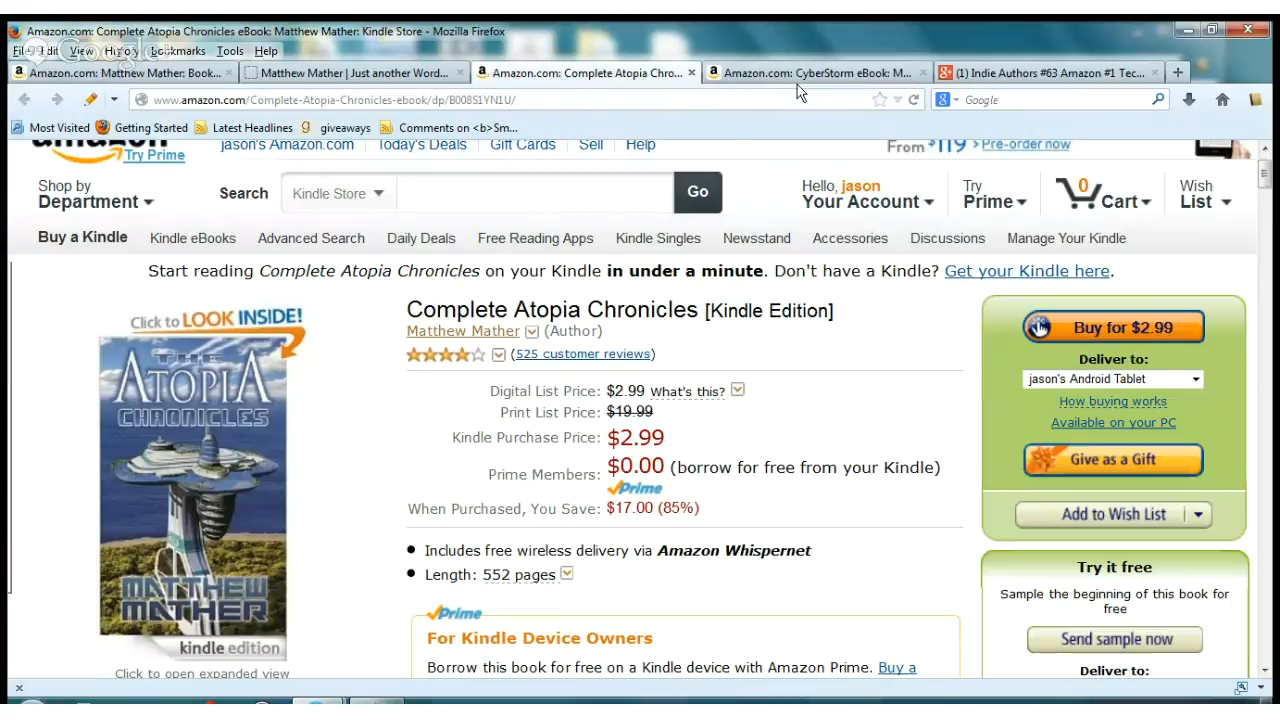 Amazon.com: Complete Atopia Chronicles eBook: Matthew Mather: Kindle Store - Mozilla Firefox
File Edit View History Bookmarks Tools Help
Google
Amazon.com: Matthew Mather: Book... × Matthew Mather | Just another Word... × Amazon.com: Complete Atopia Chro... × Amazon.com: CyberStorm eBook: M... × (1) Indie Authors #63 Amazon #1 Tec... × +
www.amazon.com/Complete-Atopia-Chronicles-ebook/dp/B008S1YN1U/ Google
Most Visited Getting Started Latest Headlines giveaways Comments on <b>Sm...
amazon Try Prime
jason's Amazon.com Today's Deals Gift Cards Sell Help From $119 > Pre-order now
Shop by Department
Search Kindle Store Go
Hello, jason Your Account
Try Prime
0 Cart
Wish List
Buy a Kindle Kindle eBooks Advanced Search Daily Deals Free Reading Apps Kindle Singles Newsstand Accessories Discussions Manage Your Kindle
Start reading Complete Atopia Chronicles on your Kindle in under a minute. Don't have a Kindle? Get your Kindle here.
Click to LOOK INSIDE!
THE
ATOPIA
CHRONICLES
MATTHEW
MATHER
kindle edition
Click to open expanded view
Complete Atopia Chronicles [Kindle Edition]
Matthew Mather (Author)
(525 customer reviews)
Digital List Price: $2.99 What's this?
Print List Price: $19.99
Kindle Purchase Price: $2.99
Prime Members: $0.00 (borrow for free from your Kindle)
Prime
When Purchased, You Save: $17.00 (85%)
Includes free wireless delivery via Amazon Whispernet
Length: 552 pages
Prime
For Kindle Device Owners
Borrow this book for free on a Kindle device with Amazon Prime. Buy a
Buy for $2.99
Deliver to:
jason's Android Tablet
How buying works
Available on your PC
Give as a Gift
Add to Wish List
Try it free
Sample the beginning of this book for
free
Send sample now
Deliver to: